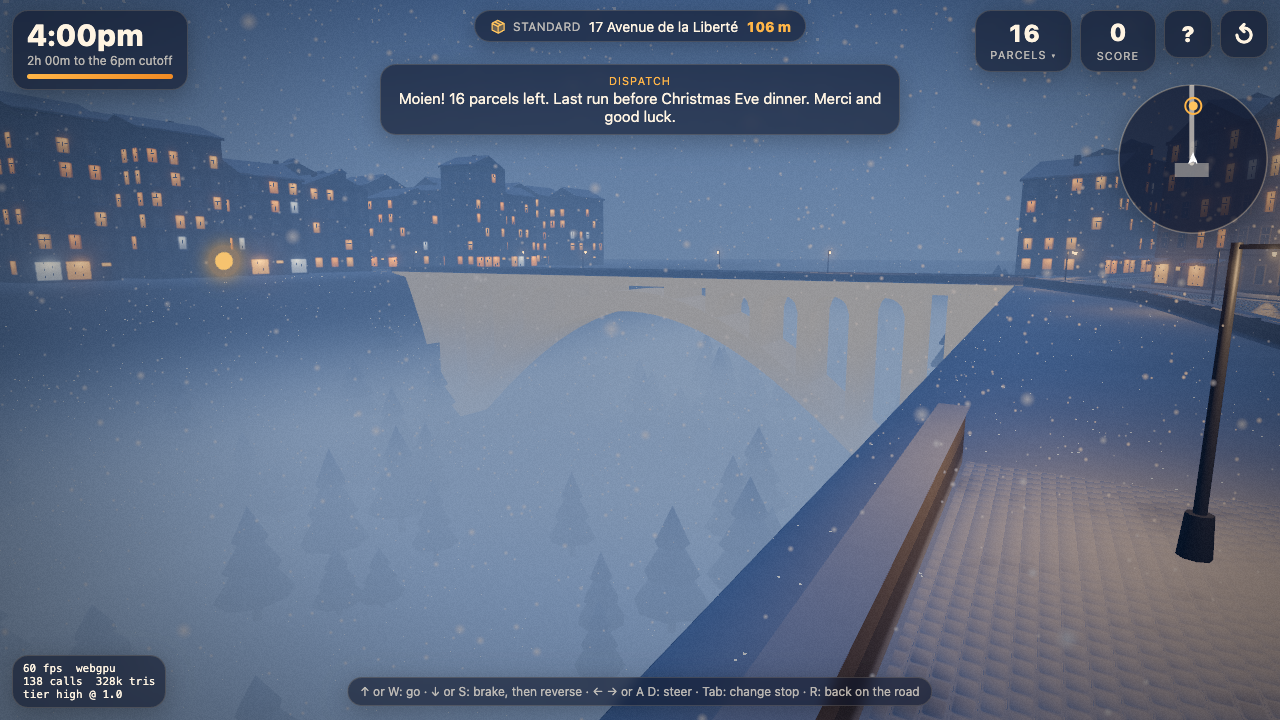 4:00pm
2h 00m to the 6pm cutoff
STANDARD 17 Avenue de la Liberté 106 m
16
PARCELS ▾
0
SCORE
?
DISPATCH
Moien! 16 parcels left. Last run before Christmas Eve dinner. Merci and
good luck.
60 fps webgpu
138 calls 328k tris
tier high @ 1.0
↑ or W: go · ↓ or S: brake, then reverse · ← → or A D: steer · Tab: change stop · R: back on the road